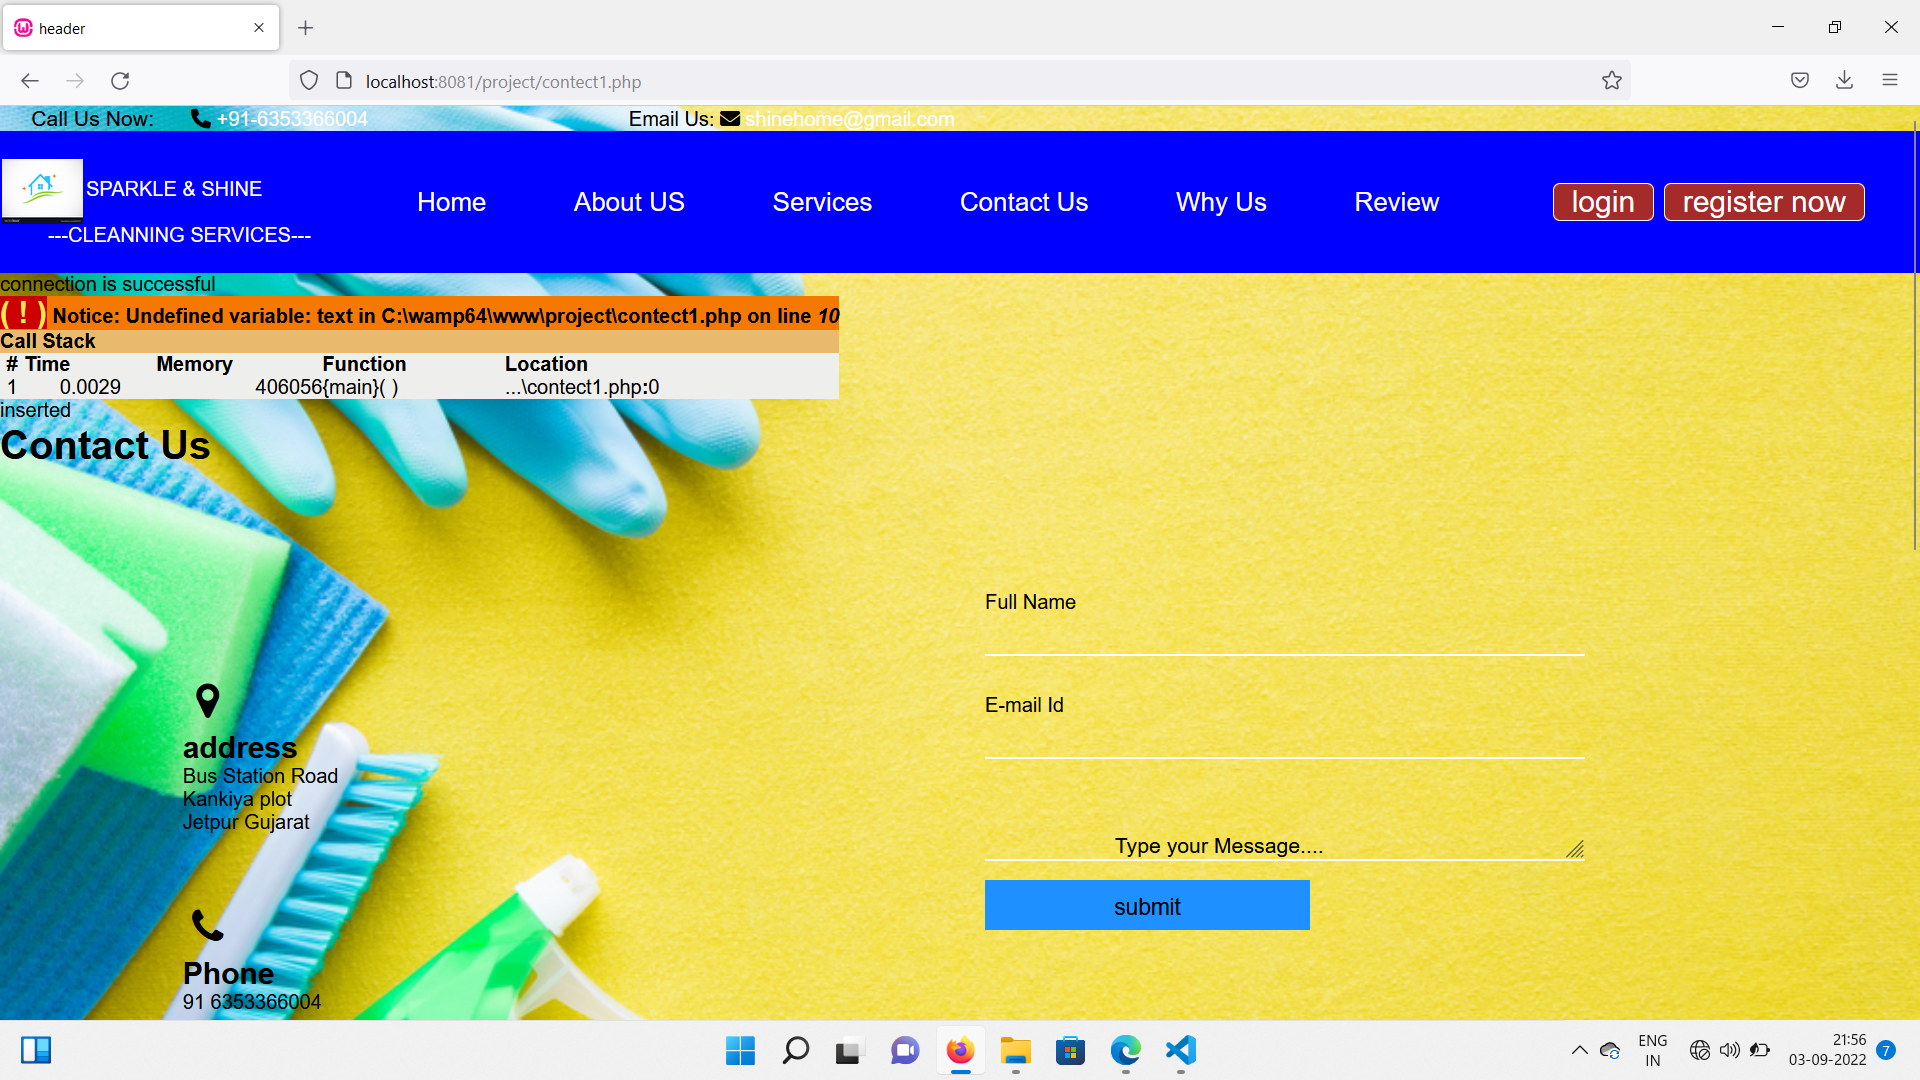 header
localhost:8081/project/contect1.php
Call Us Now: +91-6353366004 Email Us: shinehome@gmail.com
SPARKLE & SHINE
---CLEANNING SERVICES---
Home About US Services Contact Us Why Us Review login register now
connection is successful
( ! ) Notice: Undefined variable: text in C:\wamp64\www\project\contect1.php on line 10
Call Stack
# Time Memory Function Location
1 0.0029 406056 {main}( ) ...\contect1.php:0
inserted
Contact Us
Full Name
E-mail Id
Type your Message....
submit
address
Bus Station Road
Kankiya plot
Jetpur Gujarat
Phone
91 6353366004
ENG
IN
21:56
03-09-2022
7